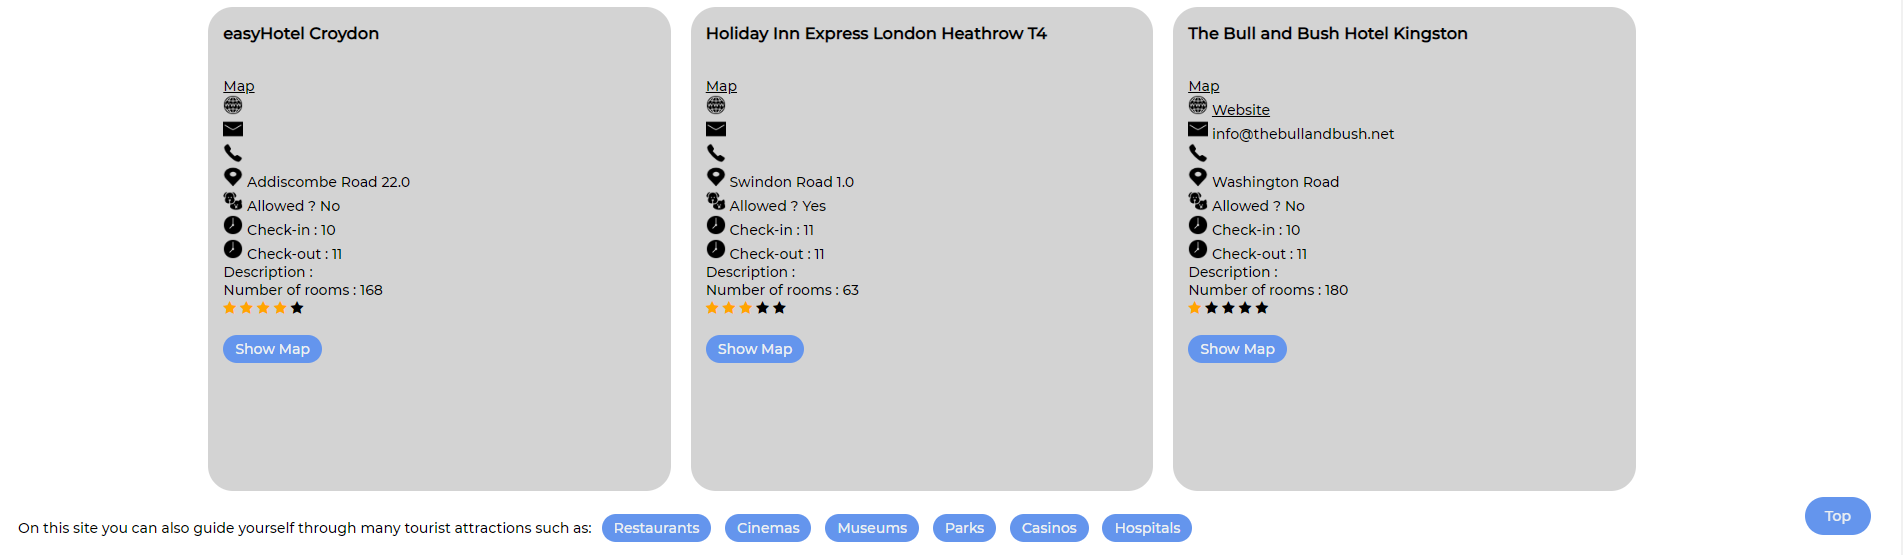 easyHotel Croydon
Map
Addiscombe Road 22.0
Allowed ? No
Check-in : 10
Check-out : 11
Description :
Number of rooms : 168
Show Map
Holiday Inn Express London Heathrow T4
Map
Swindon Road 1.0
Allowed ? Yes
Check-in : 11
Check-out : 11
Description :
Number of rooms : 63
Show Map
The Bull and Bush Hotel Kingston
Map
Website
info@thebullandbush.net
Washington Road
Allowed ? No
Check-in : 10
Check-out : 11
Description :
Number of rooms : 180
Show Map
On this site you can also guide yourself through many tourist attractions such as: Restaurants Cinemas Museums Parks Casinos Hospitals
Top